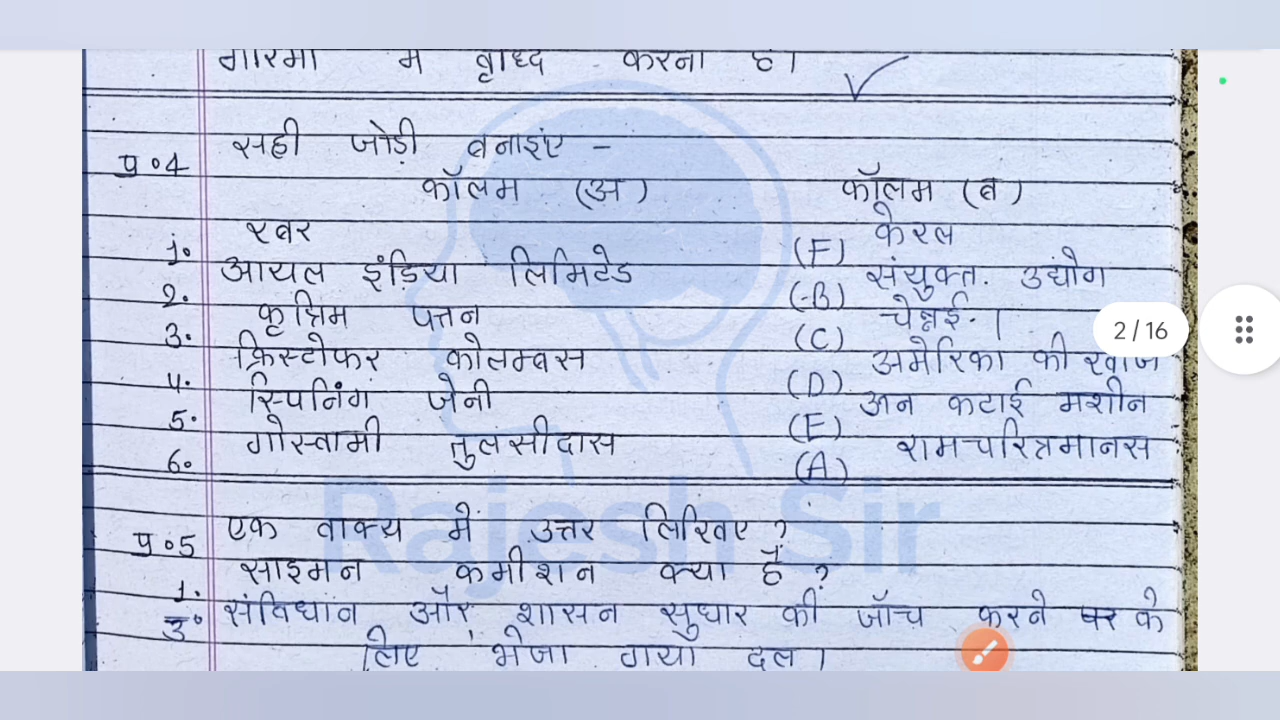 गरिमा में वृध्दि करना है।
प्र०4 सही जोड़ी बनाइए –
कॉलम (अ) कॉलम (ब)
1. रबर (F) केरल
2. आयल इंडिया लिमिटेड (B) संयुक्त. उद्योग
3. कृत्रिम पत्तन (C) चेन्नई.।
4. क्रिस्टोफर कोलम्बस (D) अमेरिका की खोज
5. स्पिनिंग जेनी (E) ऊन कटाई मशीन
6. गोस्वामी तुलसीदास (A) रामचरित्रमानस
प्र०5 एक वाक्य में उत्तर लिखिए ?
1. साइमन कमीशन क्या है ?
उ० संविधान और शासन सुधार की जाँच करने के
लिए भेजा गया दल।
Rajesh Sir
2 / 16